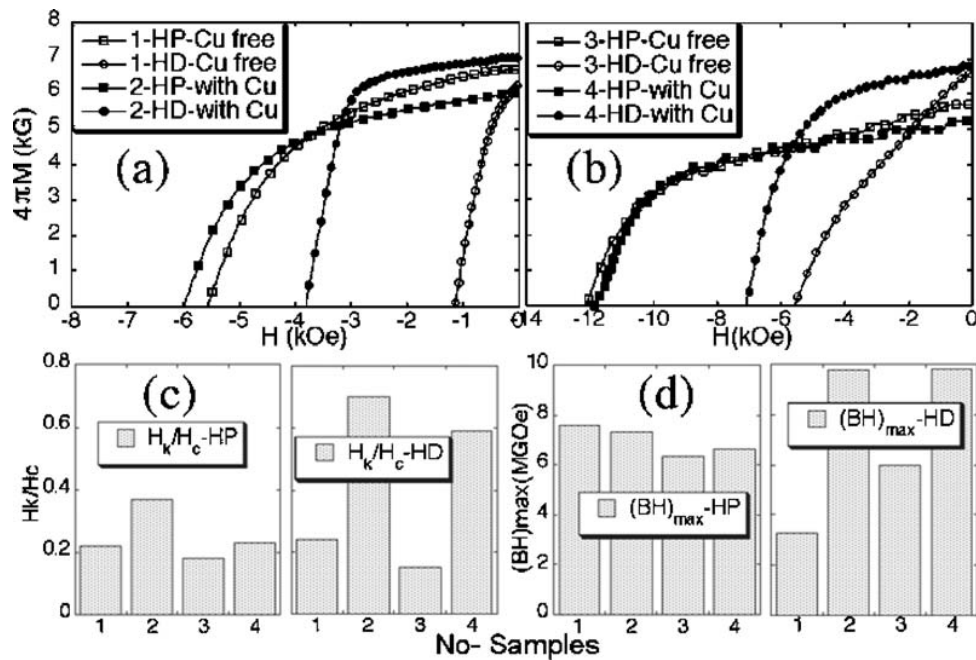 (a)
1-HP-Cu free
1-HD-Cu free
2-HP-with Cu
2-HD-with Cu
4πM (kG)
8
7
6
5
4
3
2
1
0
-8 -7 -6 -5 -4 -3 -2 -1 0
H (kOe)
(b)
3-HP-Cu free
3-HD-Cu free
4-HP-with Cu
4-HD-with Cu
14 -12 -10 -8 -6 -4 -2 0
H(kOe)
(c)
Hk/Hc
0.8
0.6
0.4
0.2
0
Hk/Hc-HP
1 2 3 4
Hk/Hc-HD
1 2 3 4
(d)
(BH)max(MGOe)
10
8
6
4
2
0
(BH)max-HP
1 2 3 4
(BH)max-HD
1 2 3 4
No- Samples